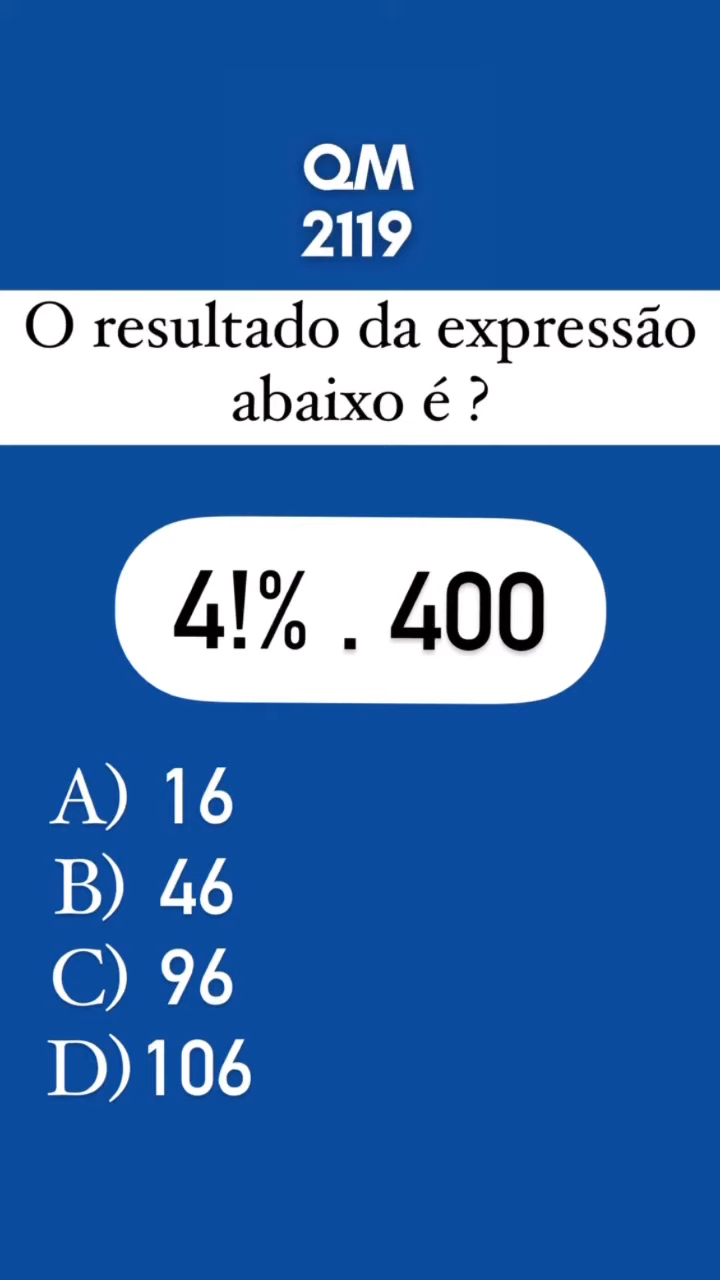 QM
2119
O resultado da expressão
abaixo é ?
4!% . 400
A) 16
B) 46
C) 96
D) 106